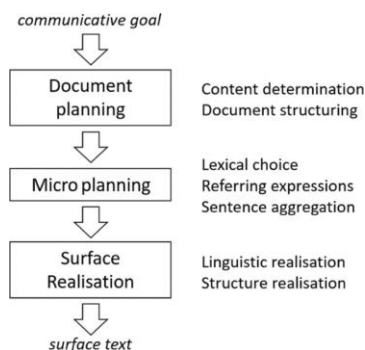 communicative goal
Document
planning
Content determination
Document structuring
Micro planning
Lexical choice
Referring expressions
Sentence aggregation
Surface
Realisation
Linguistic realisation
Structure realisation
surface text